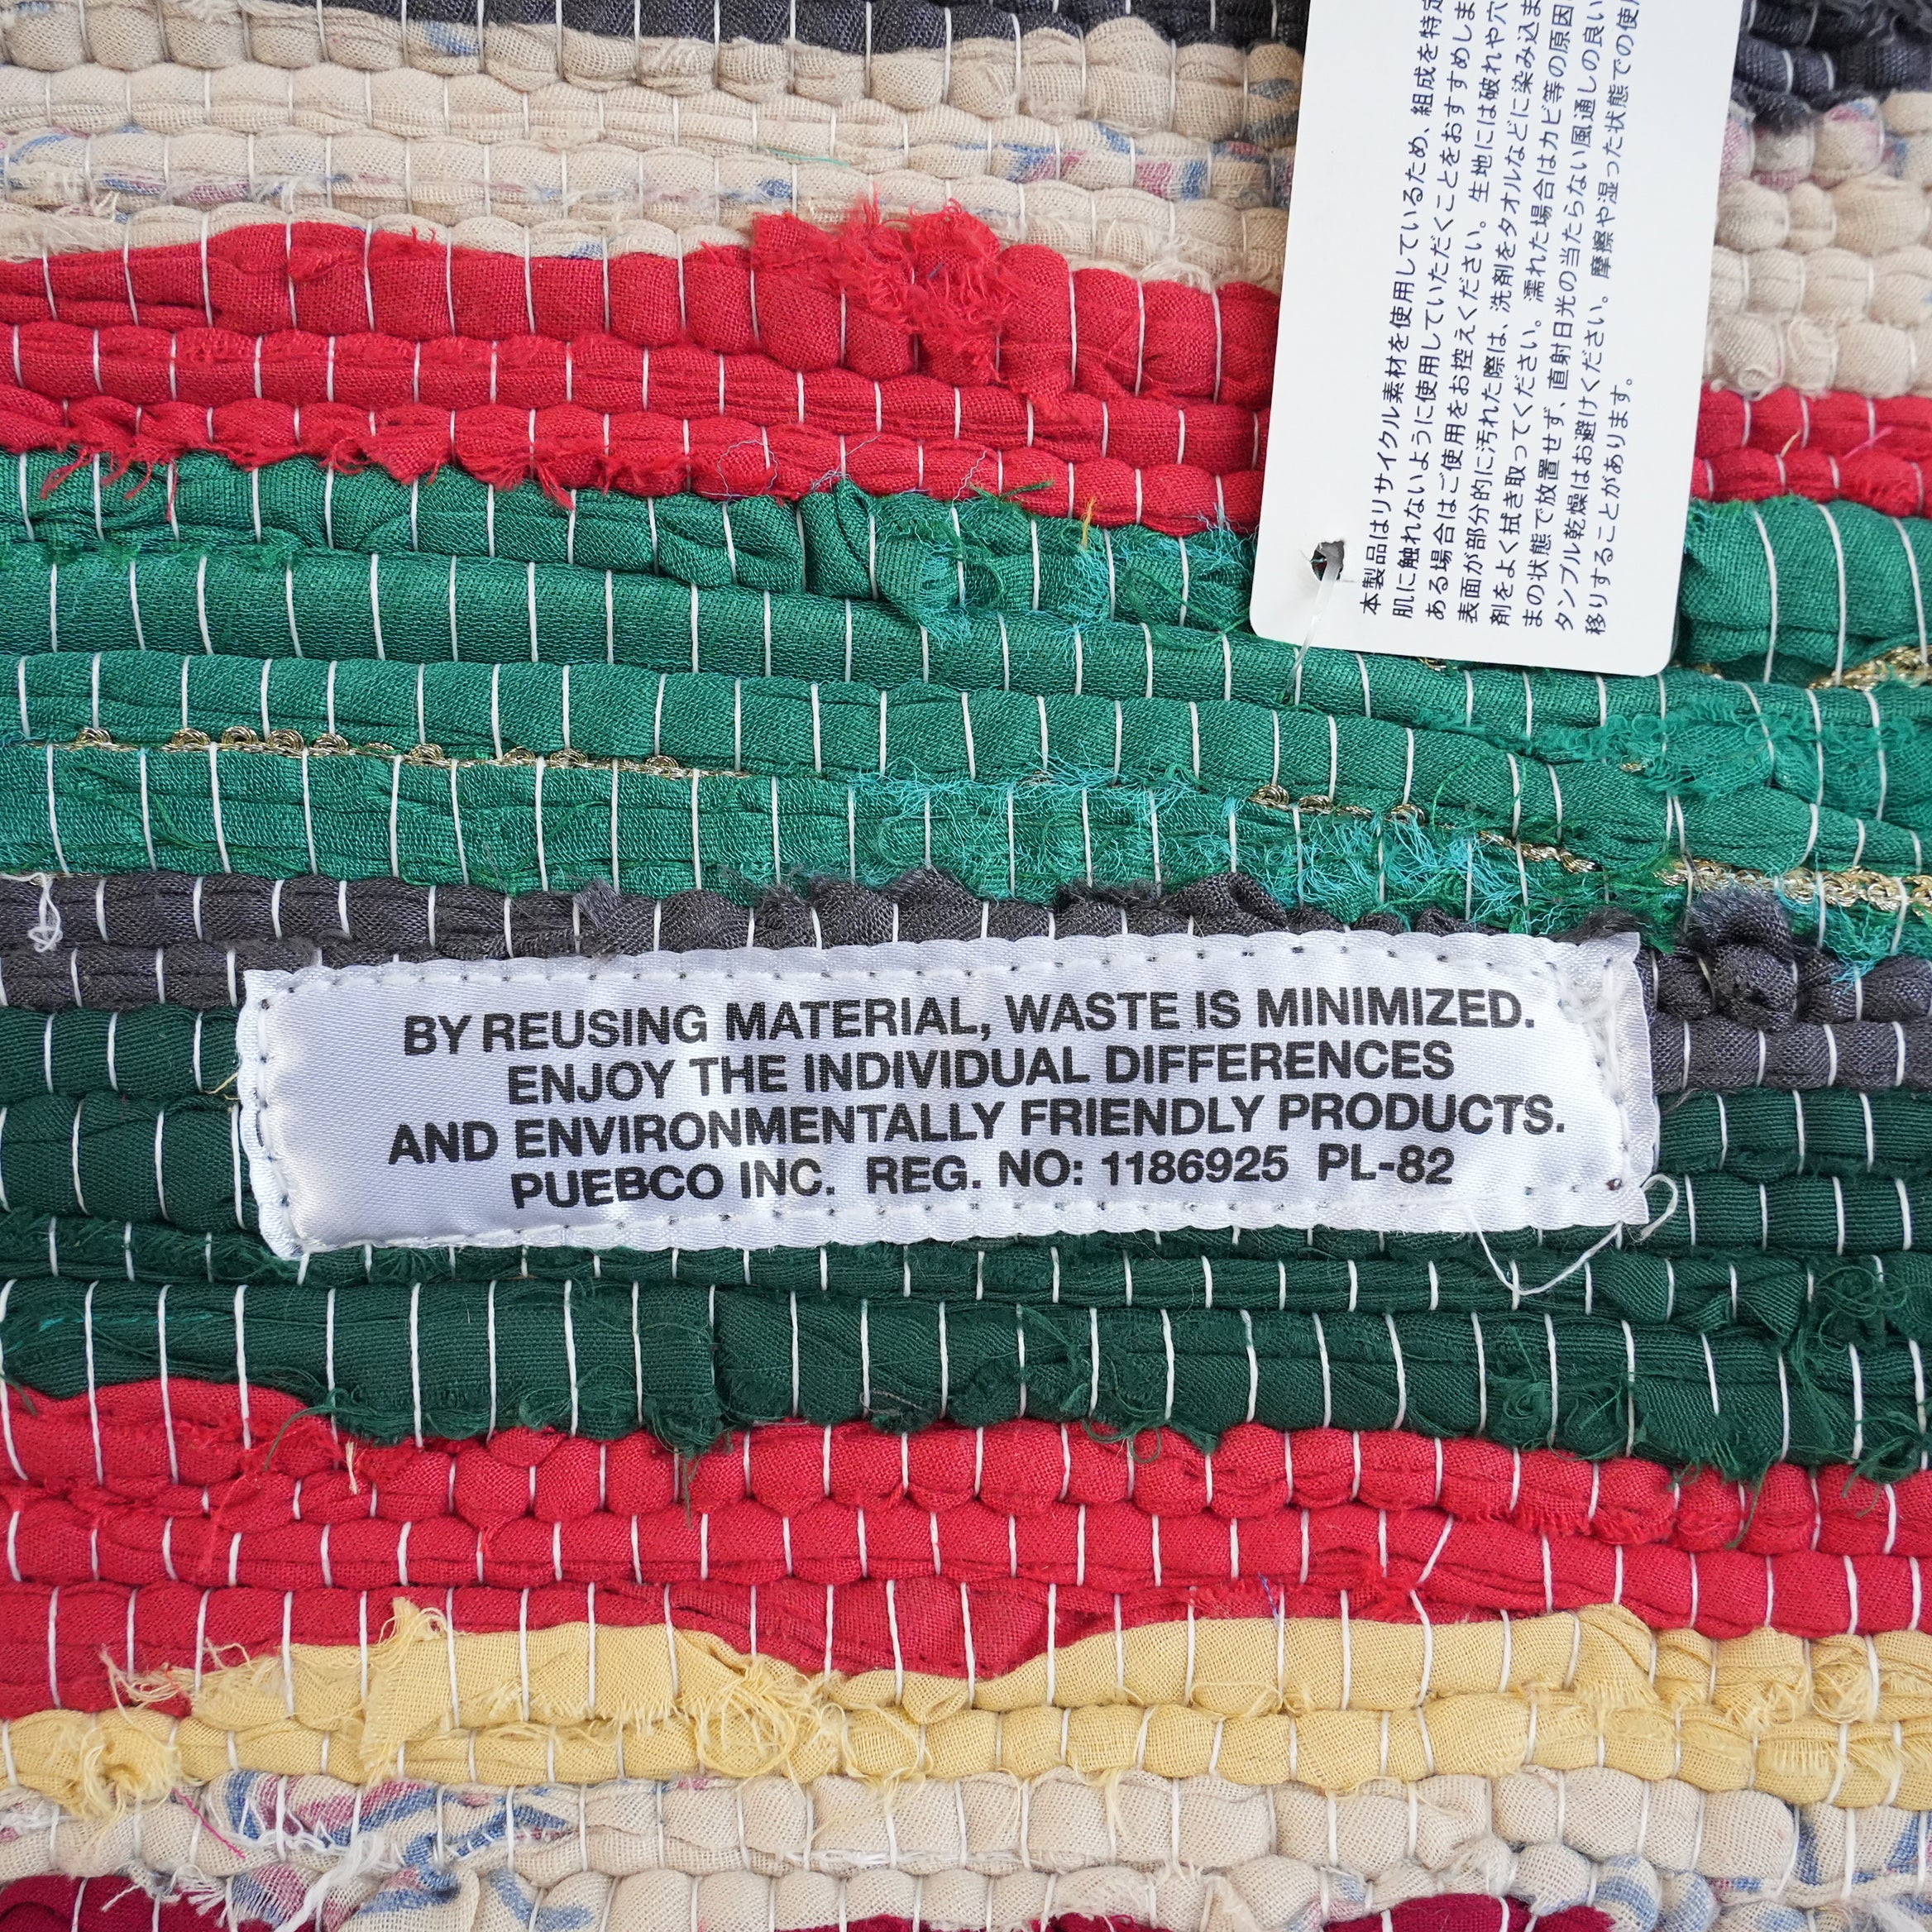 本製品はリサイクル素材を使用しているため、組成を特定
肌に触れないように使用していただくことをおすすめしま
ある場合はご使用をお控えください。生地には破れや穴
表面が部分的に汚れた際は、洗剤をタオルなどに染み込ま
剤をよく拭き取ってください。濡れた場合はカビ等の原因
まの状態で放置せず、直射日光の当たらない風通しの良い
タンブル乾燥はお避けください。摩擦や湿った状態での使用
移りすることがあります。
BY REUSING MATERIAL, WASTE IS MINIMIZED.
ENJOY THE INDIVIDUAL DIFFERENCES
AND ENVIRONMENTALLY FRIENDLY PRODUCTS.
PUEBCO INC. REG. NO: 1186925 PL-82